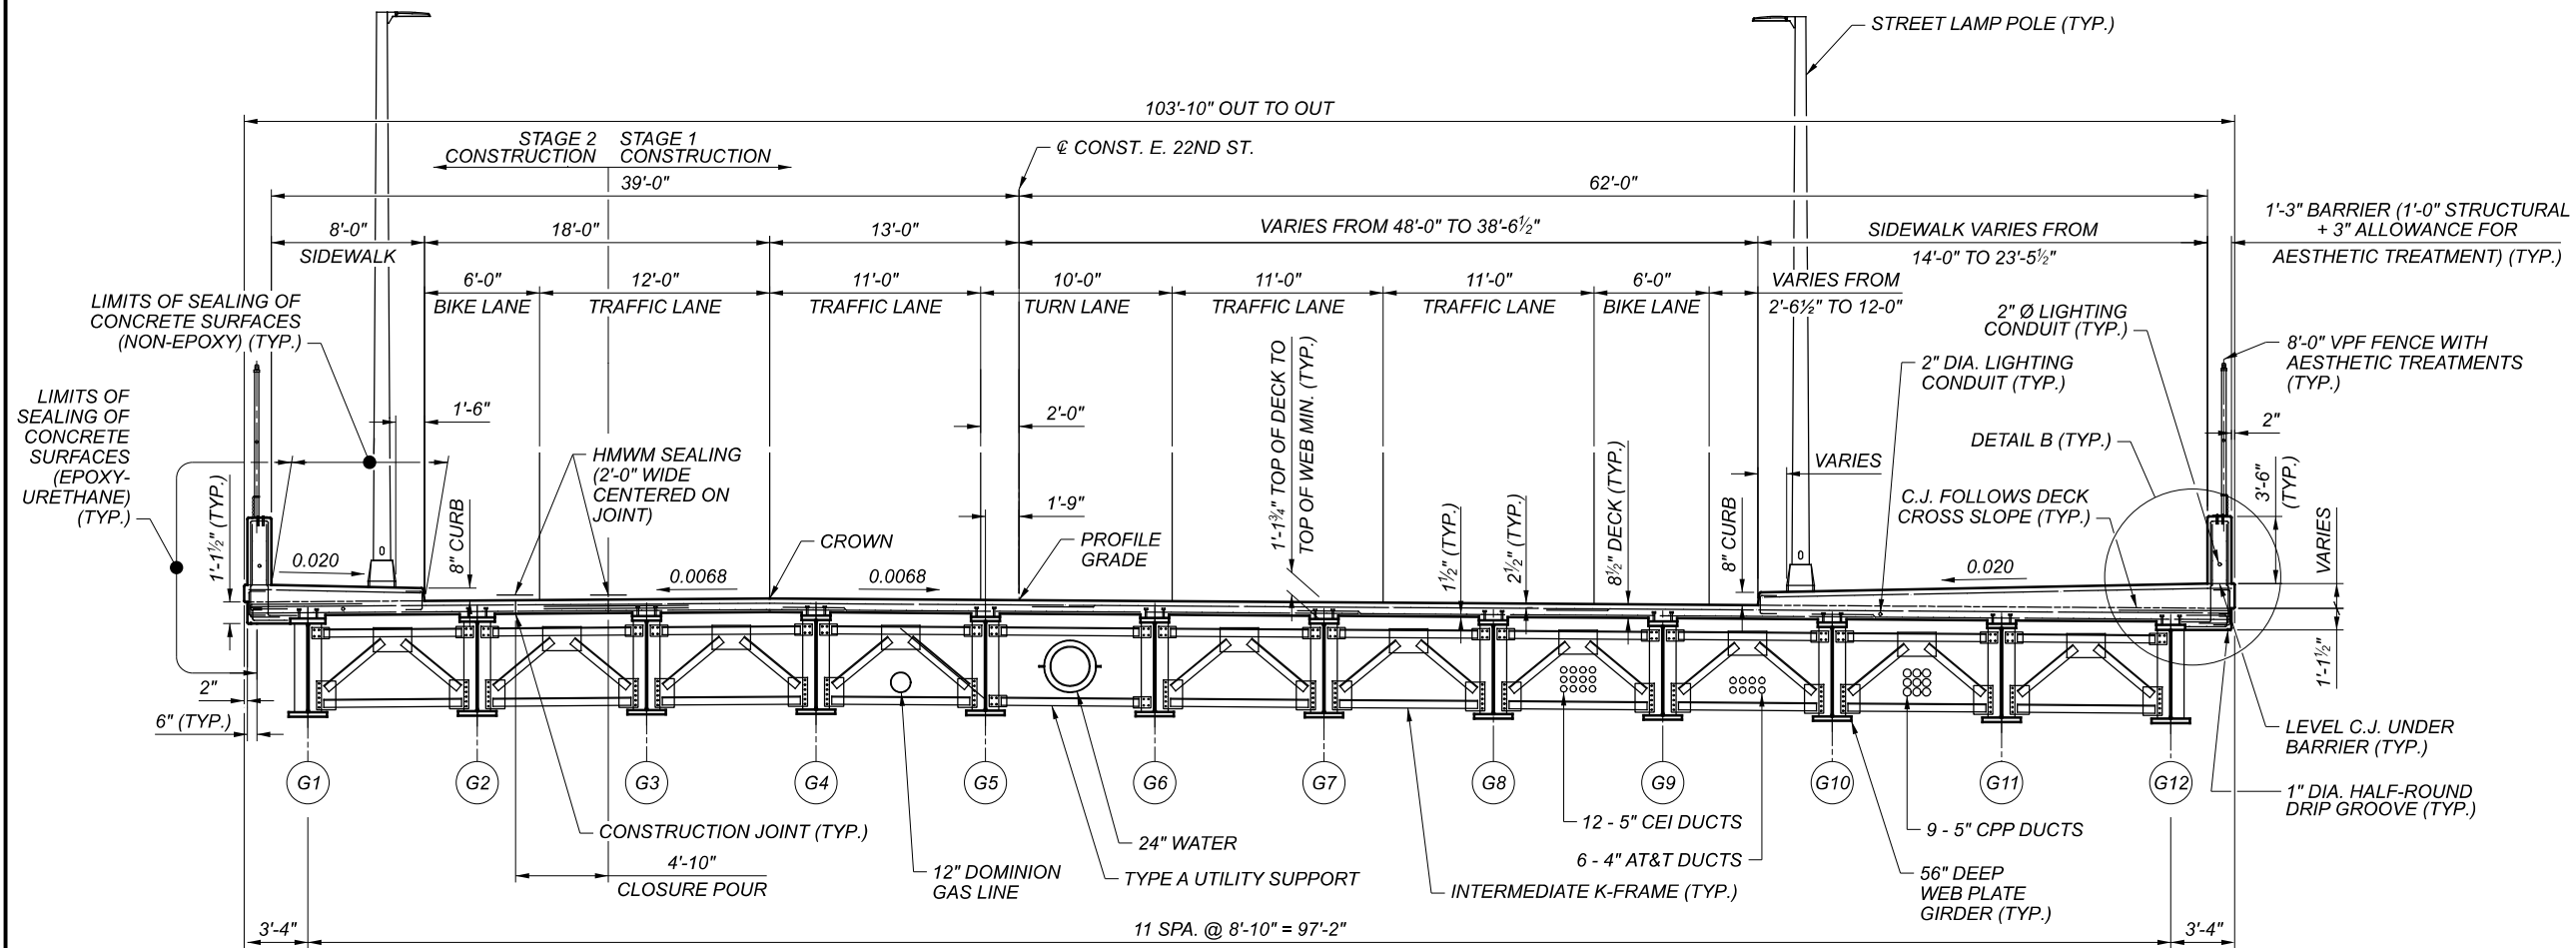 STREET LAMP POLE (TYP.)
103'-10" OUT TO OUT
STAGE 2
CONSTRUCTION
STAGE 1
CONSTRUCTION
℄ CONST. E. 22ND ST.
39'-0"
62'-0"
8'-0"
SIDEWALK
18'-0"
13'-0"
VARIES FROM 48'-0" TO 38'-6½"
SIDEWALK VARIES FROM
14'-0" TO 23'-5½"
1'-3" BARRIER (1'-0" STRUCTURAL
+ 3" ALLOWANCE FOR
AESTHETIC TREATMENT) (TYP.)
6'-0"
BIKE LANE
12'-0"
TRAFFIC LANE
11'-0"
TRAFFIC LANE
10'-0"
TURN LANE
11'-0"
TRAFFIC LANE
11'-0"
TRAFFIC LANE
6'-0"
BIKE LANE
VARIES FROM
2'-6½" TO 12-0"
LIMITS OF SEALING OF
CONCRETE SURFACES
(NON-EPOXY) (TYP.)
LIMITS OF
SEALING OF
CONCRETE
SURFACES
(EPOXY-
URETHANE)
(TYP.)
1'-1½" (TYP.)
1'-6"
8" CURB
HMWM SEALING
(2'-0" WIDE
CENTERED ON
JOINT)
2'-0"
1'-9"
CROWN
PROFILE
GRADE
1'-1¾" TOP OF DECK TO
TOP OF WEB MIN. (TYP.)
1½" (TYP.)
2½" (TYP.)
8½" DECK (TYP.)
8" CURB
VARIES
2" Ø LIGHTING
CONDUIT (TYP.)
2" DIA. LIGHTING
CONDUIT (TYP.)
DETAIL B (TYP.)
C.J. FOLLOWS DECK
CROSS SLOPE (TYP.)
8'-0" VPF FENCE WITH
AESTHETIC TREATMENTS
(TYP.)
2"
3'-6"
(TYP.)
VARIES
1'-1½"
0.020
0.0068
0.0068
0.020
2"
6" (TYP.)
G1
G2
G3
G4
G5
G6
G7
G8
G9
G10
G11
G12
CONSTRUCTION JOINT (TYP.)
4'-10"
CLOSURE POUR
12" DOMINION
GAS LINE
24" WATER
TYPE A UTILITY SUPPORT
12 - 5" CEI DUCTS
6 - 4" AT&T DUCTS
INTERMEDIATE K-FRAME (TYP.)
9 - 5" CPP DUCTS
56" DEEP
WEB PLATE
GIRDER (TYP.)
LEVEL C.J. UNDER
BARRIER (TYP.)
1" DIA. HALF-ROUND
DRIP GROOVE (TYP.)
3'-4"
11 SPA. @ 8'-10" = 97'-2"
3'-4"